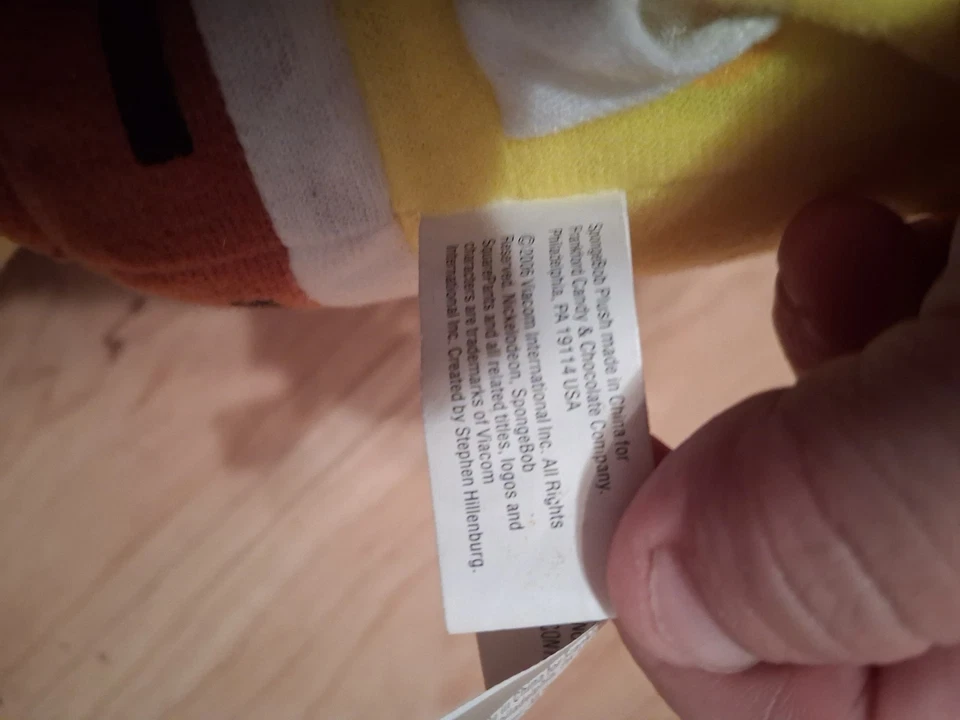 SpongeBob Plush made in China for
Frankford Candy & Chocolate Company.
Philadelphia, PA 19114 USA
©2006 Viacom International Inc. All Rights
Reserved. Nickelodeon, SpongeBob
SquarePants and all related titles, logos and
characters are trademarks of Viacom
International Inc. Created by Stephen Hillenburg.